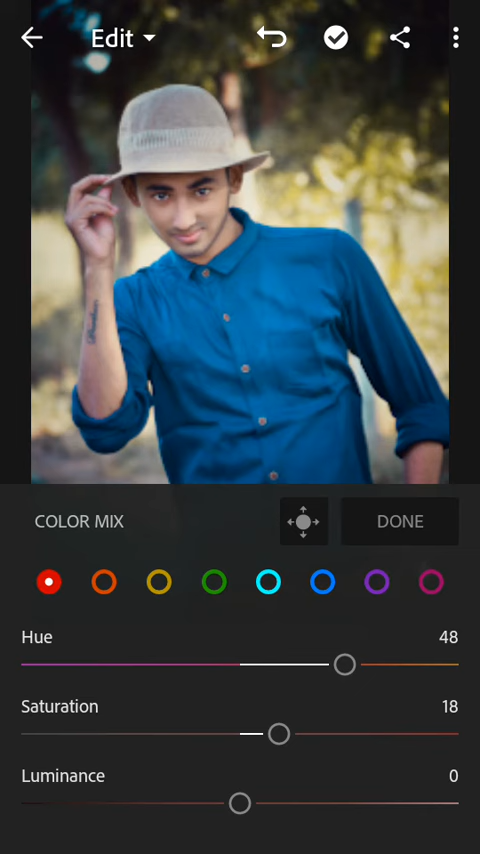 Edit
COLOR MIX
DONE
Hue 48
Saturation 18
Luminance 0